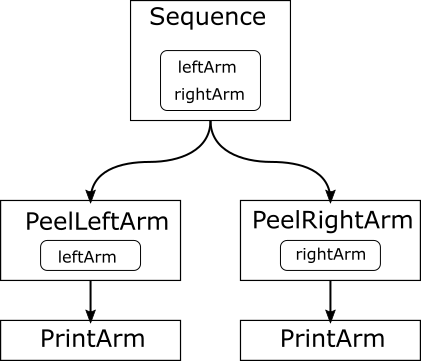 Sequence
leftArm
rightArm
PeelLeftArm
leftArm
PeelRightArm
rightArm
PrintArm
PrintArm